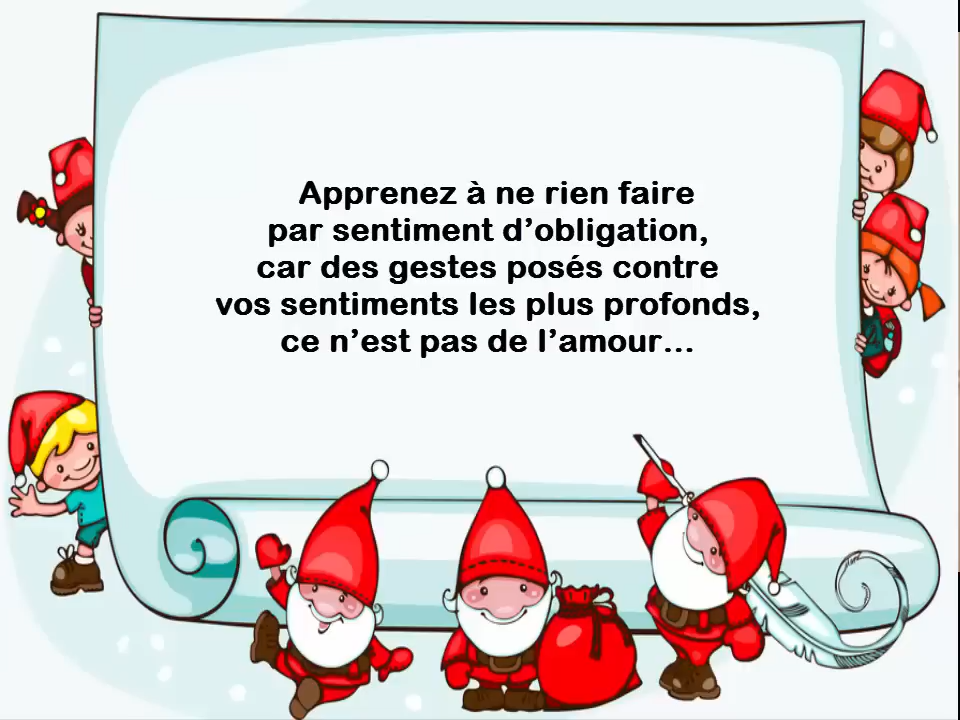 Apprenez à ne rien faire
par sentiment d’obligation,
car des gestes posés contre
vos sentiments les plus profonds,
ce n’est pas de l’amour...